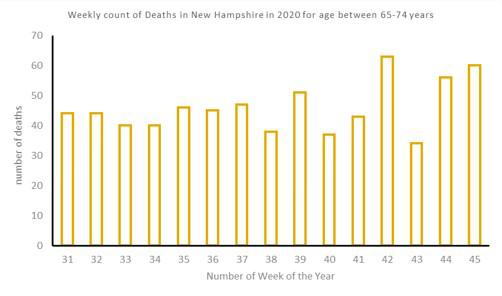 Weekly count of Deaths in New Hampshire in 2020 for age between 65-74 years
number of deaths
70
60
50
40
30
20
10
0
31 32 33 34 35 36 37 38 39 40 41 42 43 44 45
Number of Week of the Year